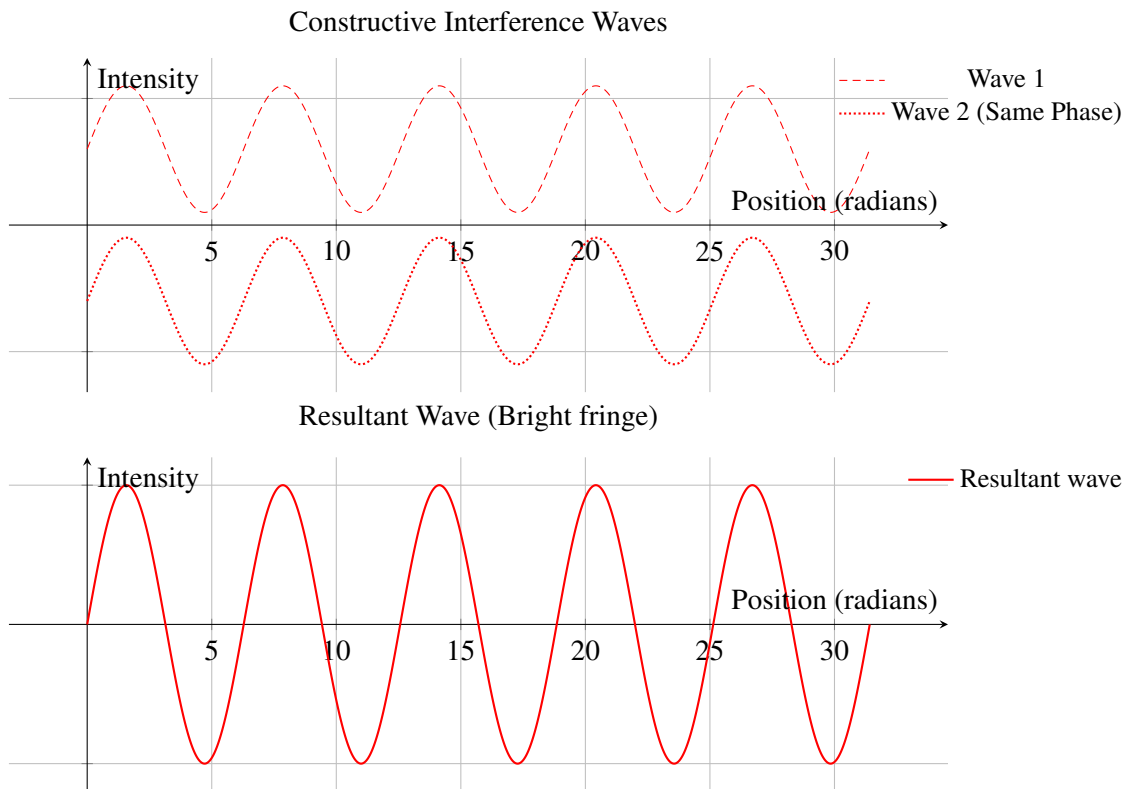 Constructive Interference Waves
Intensity
Wave 1
Wave 2 (Same Phase)
Position (radians)
5 10 15 20 25 30
Resultant Wave (Bright fringe)
Intensity
Resultant wave
Position (radians)
5 10 15 20 25 30